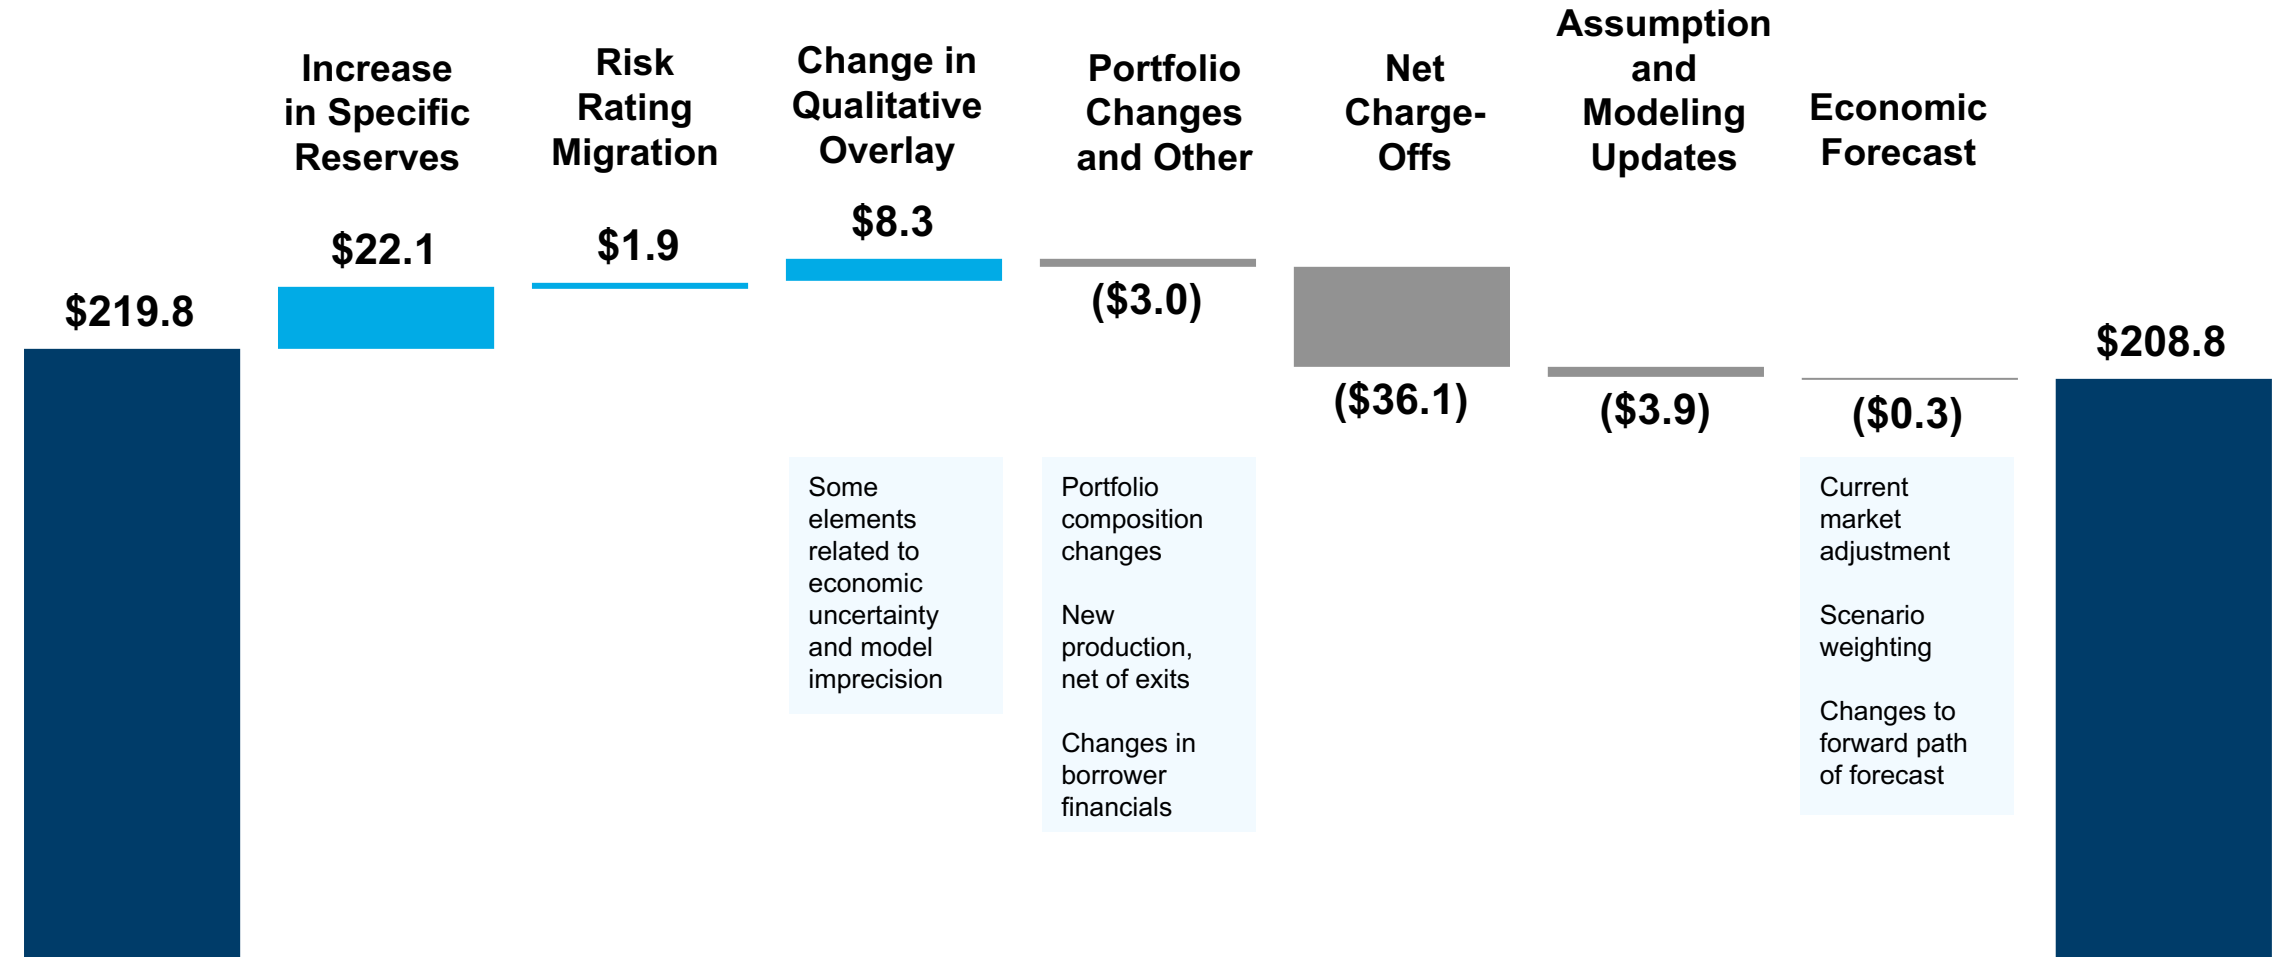 $219.8
Increase
in Specific
Reserves
$22.1
Risk
Rating
Migration
$1.9
Change in
Qualitative
Overlay
$8.3
Some
elements
related to
economic
uncertainty
and model
imprecision
Portfolio
Changes
and Other
($3.0)
Portfolio
composition
changes
New
production,
net of exits
Changes in
borrower
financials
Net
Charge-
Offs
($36.1)
Assumption
and
Modeling
Updates
($3.9)
Economic
Forecast
($0.3)
Current
market
adjustment
Scenario
weighting
Changes to
forward path
of forecast
$208.8